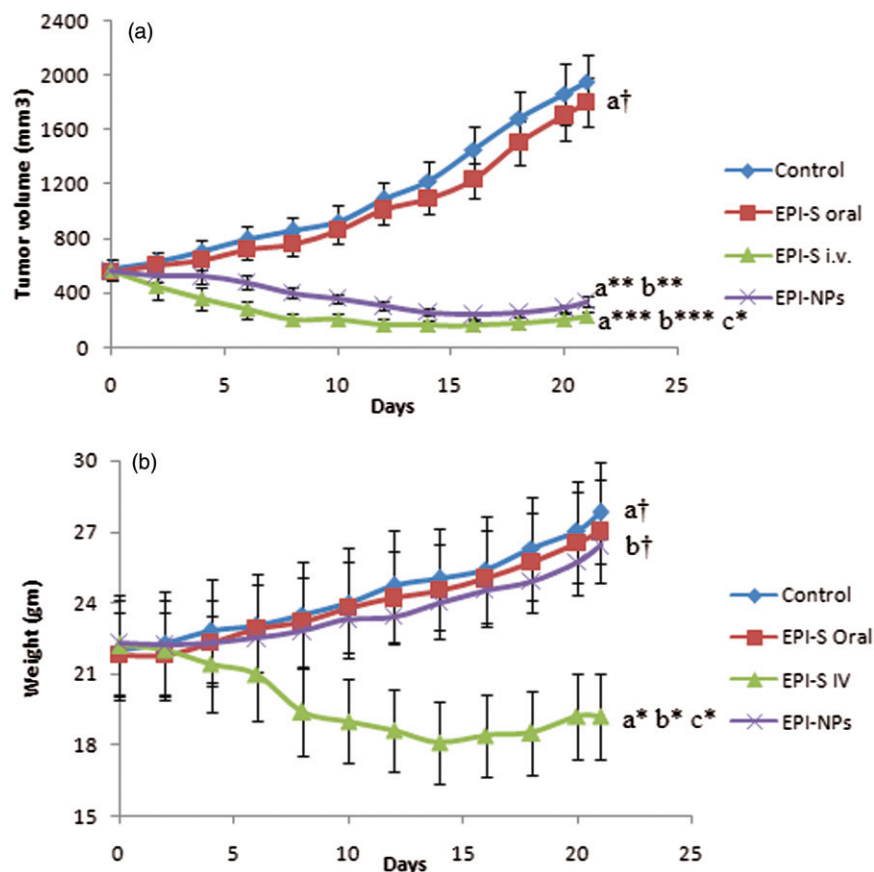 (a)
2400
2000
1600
1200
800
400
0
Tumor volume (mm3)
0 5 10 15 20 25
Days
a†
a** b**
a*** b*** c*
Control
EPI-S oral
EPI-S i.v.
EPI-NPs
(b)
30
27
24
21
18
15
Weight (gm)
0 5 10 15 20 25
Days
a†
b†
a* b* c*
Control
EPI-S Oral
EPI-S IV
EPI-NPs